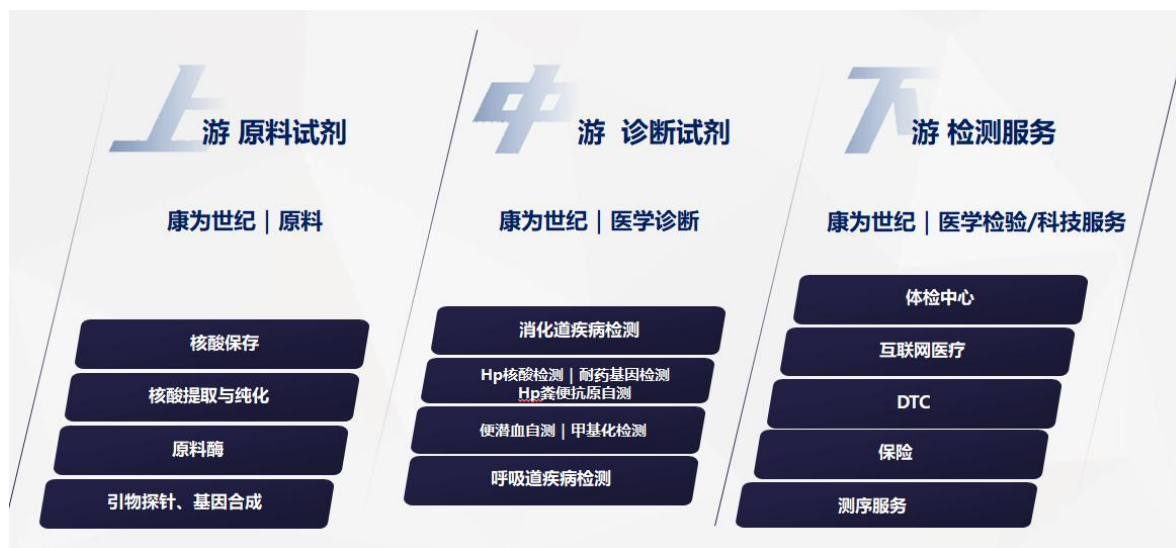 上游 原料试剂
康为世纪｜原料
核酸保存
核酸提取与纯化
原料酶
引物探针、基因合成
中游 诊断试剂
康为世纪｜医学诊断
消化道疾病检测
Hp核酸检测｜耐药基因检测
Hp粪便抗原自测
便潜血自测｜甲基化检测
呼吸道疾病检测
下游 检测服务
康为世纪｜医学检验/科技服务
体检中心
互联网医疗
DTC
保险
测序服务